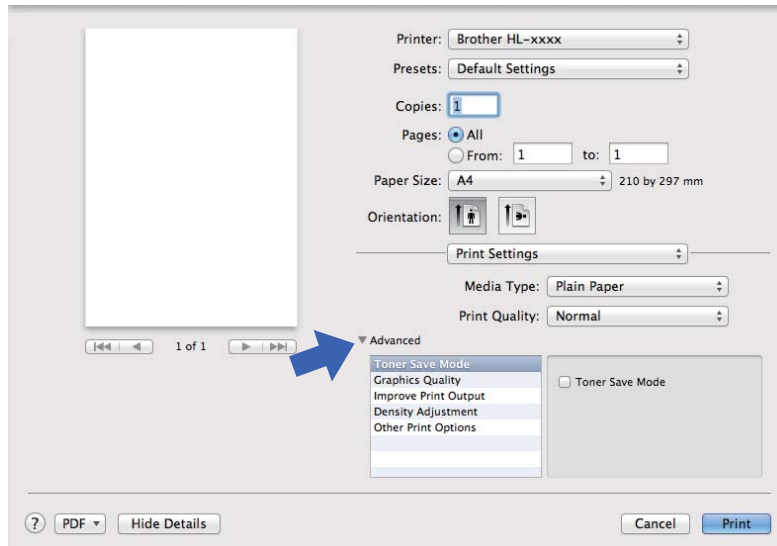 Printer: Brother HL-xxxx
Presets: Default Settings
Copies: 1
Pages: All
From: 1 to: 1
Paper Size: A4 210 by 297 mm
Orientation:
Print Settings
Media Type: Plain Paper
Print Quality: Normal
1 of 1
Advanced
Toner Save Mode
Graphics Quality
Improve Print Output
Density Adjustment
Other Print Options
Toner Save Mode
? PDF Hide Details Cancel Print